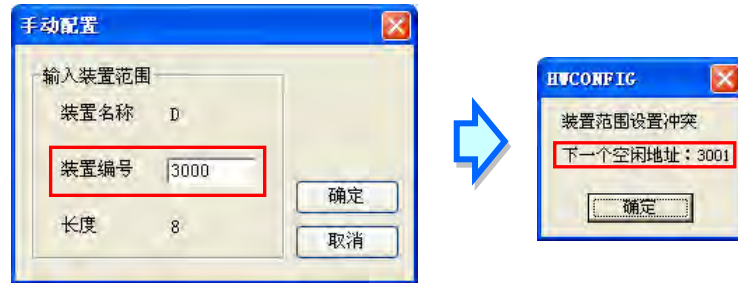 手动配置
输入装置范围
装置名称 D
装置编号 3000
长度 8
确定
取消
HWCONFIG
装置范围设置冲突
下一个空闲地址：3001
确定